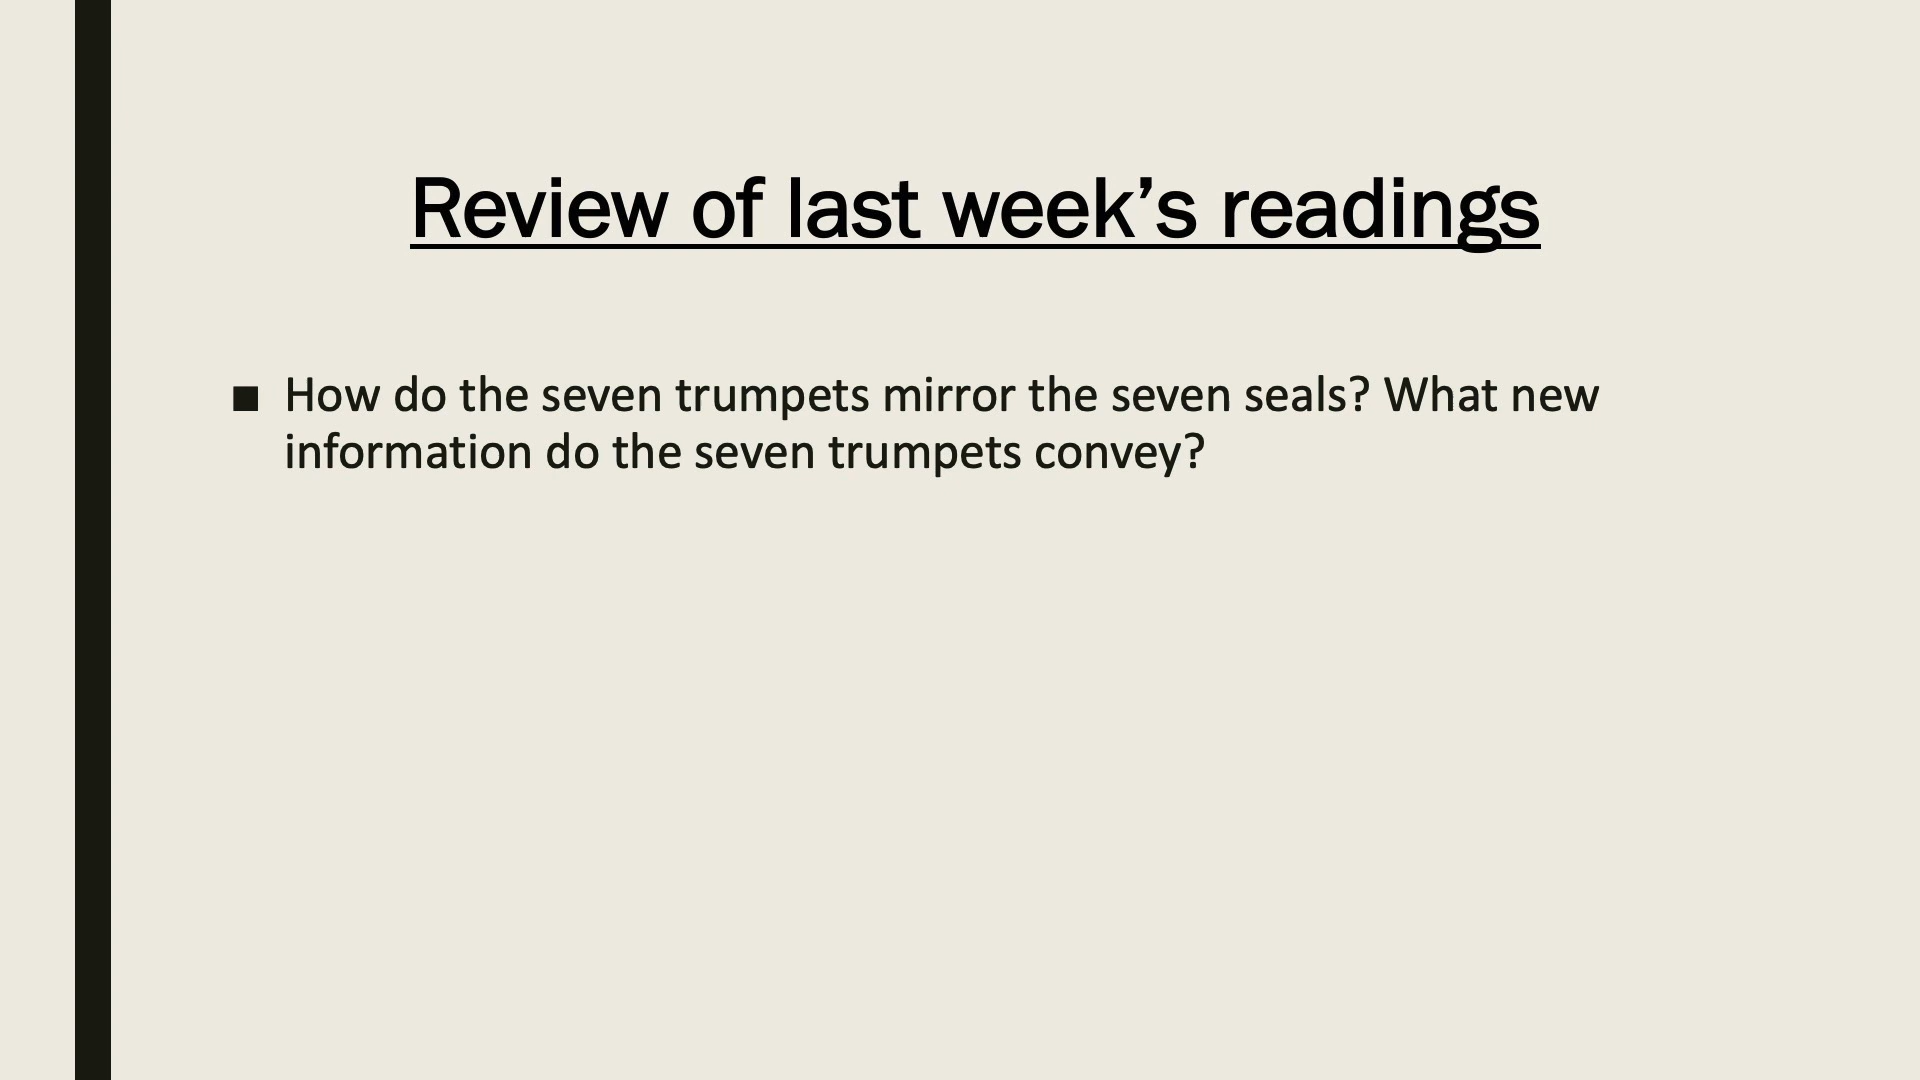 Review of last week’s readings
■ How do the seven trumpets mirror the seven seals? What new
information do the seven trumpets convey?